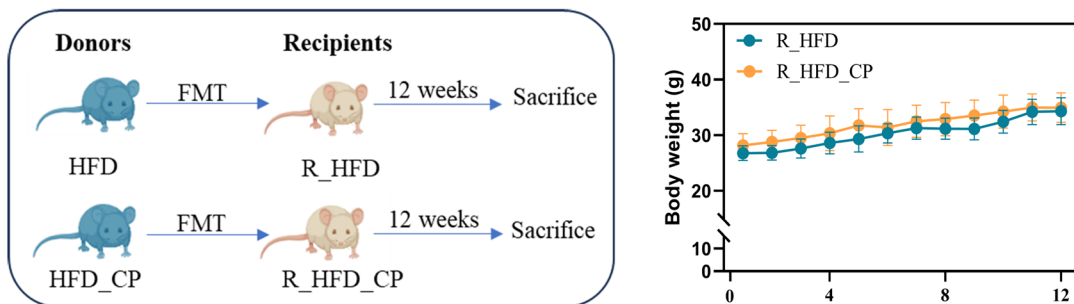 Donors Recipients
FMT 12 weeks Sacrifice
HFD R_HFD
FMT 12 weeks Sacrifice
HFD_CP R_HFD_CP
Body weight (g)
50
40
30
20
10
0
R_HFD
R_HFD_CP
0 4 8 12